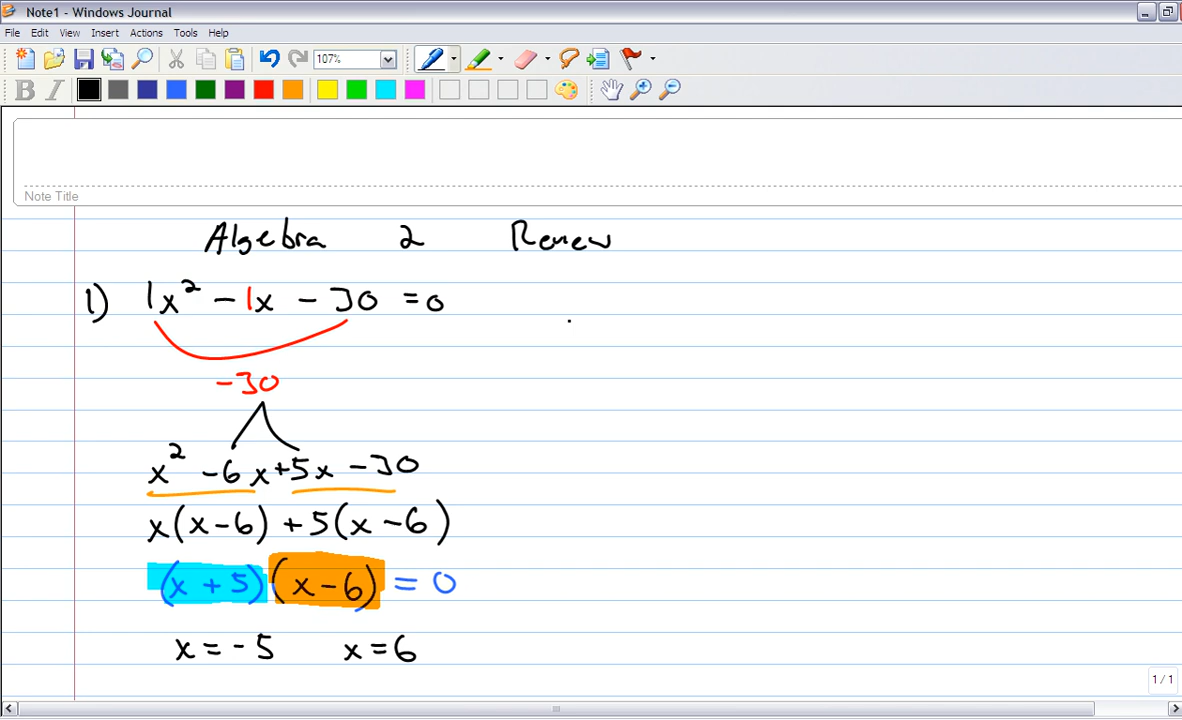 Note1 - Windows Journal
File Edit View Insert Actions Tools Help
107%
B I
Note Title
Algebra 2 Review
1) 1x² - 1x - 30 = 0
-30
x² - 6x + 5x - 30
x(x-6) + 5(x-6)
(x+5)(x-6) = 0
x = -5 x = 6
1 / 1